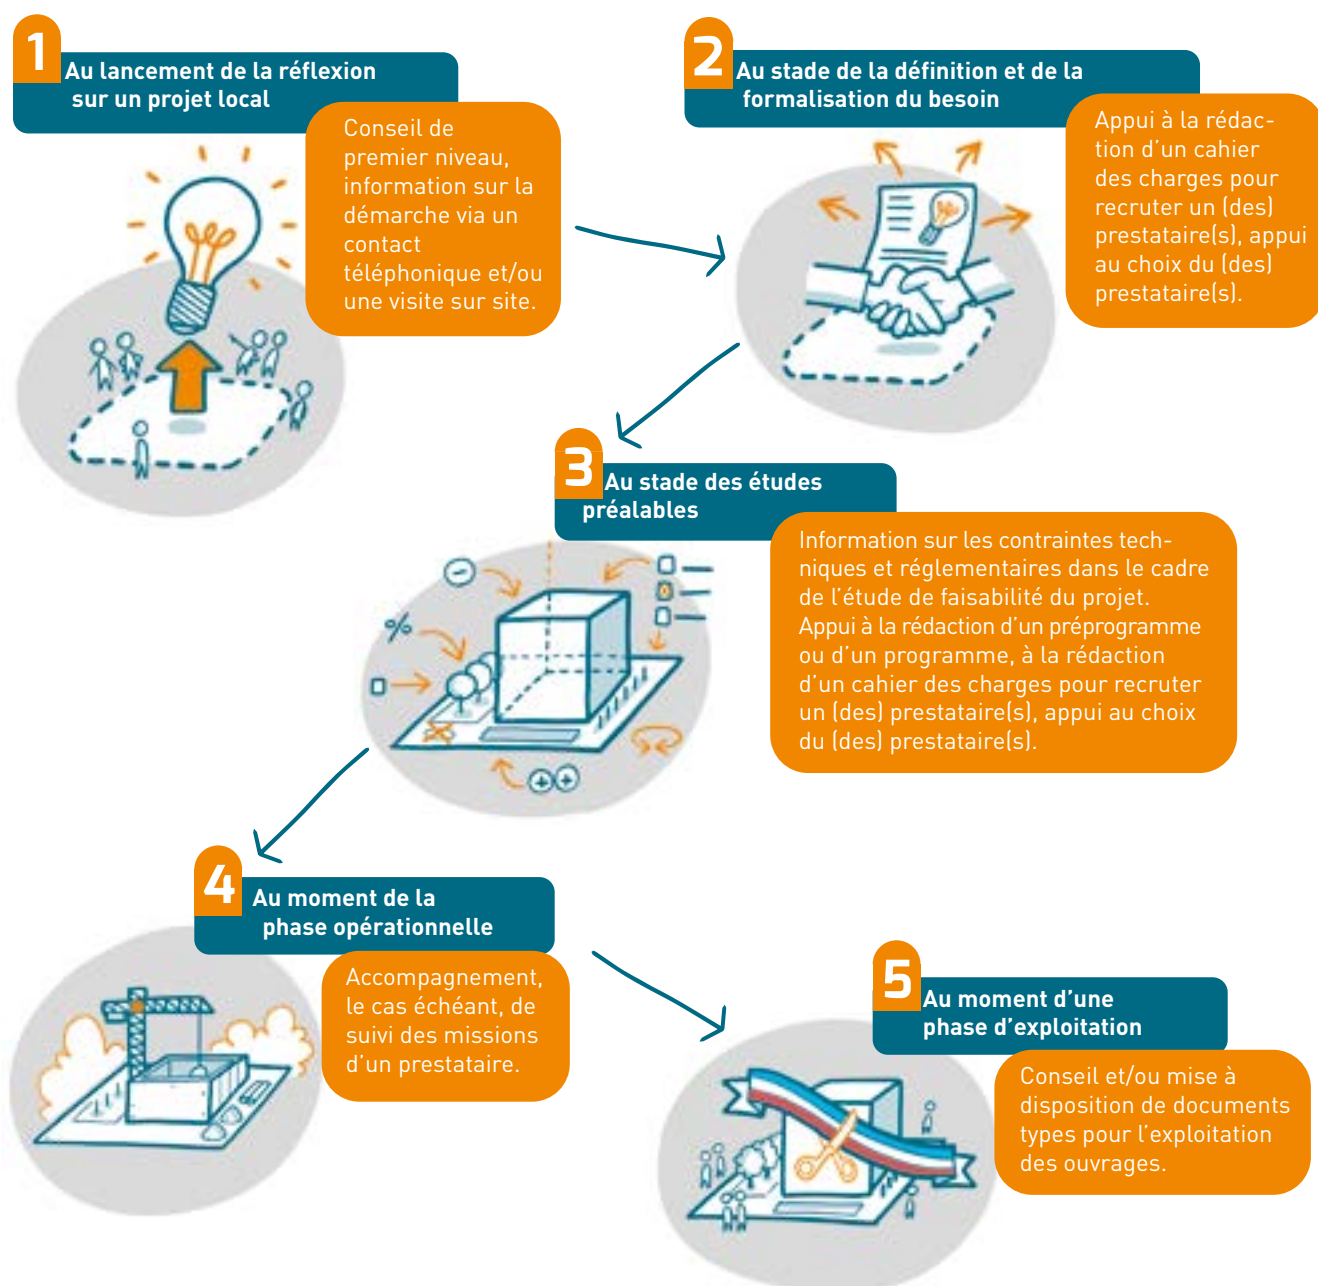 1
Au lancement de la réflexion
sur un projet local
Conseil de
premier niveau,
information sur la
démarche via un
contact
téléphonique et/ou
une visite sur site.
2
Au stade de la définition et de la
formalisation du besoin
Appui à la rédac-
tion d’un cahier
des charges pour
recruter un (des)
prestataire(s), appui
au choix du (des)
prestataire(s).
3
Au stade des études
préalables
Information sur les contraintes tech-
niques et réglementaires dans le cadre
de l’étude de faisabilité du projet.
Appui à la rédaction d’un préprogramme
ou d’un programme, à la rédaction
d’un cahier des charges pour recruter
un (des) prestataire(s), appui au choix
du (des) prestataire(s).
%
4
Au moment de la
phase opérationnelle
Accompagnement,
le cas échéant, de
suivi des missions
d’un prestataire.
5
Au moment d’une
phase d’exploitation
Conseil et/ou mise à
disposition de documents
types pour l’exploitation
des ouvrages.